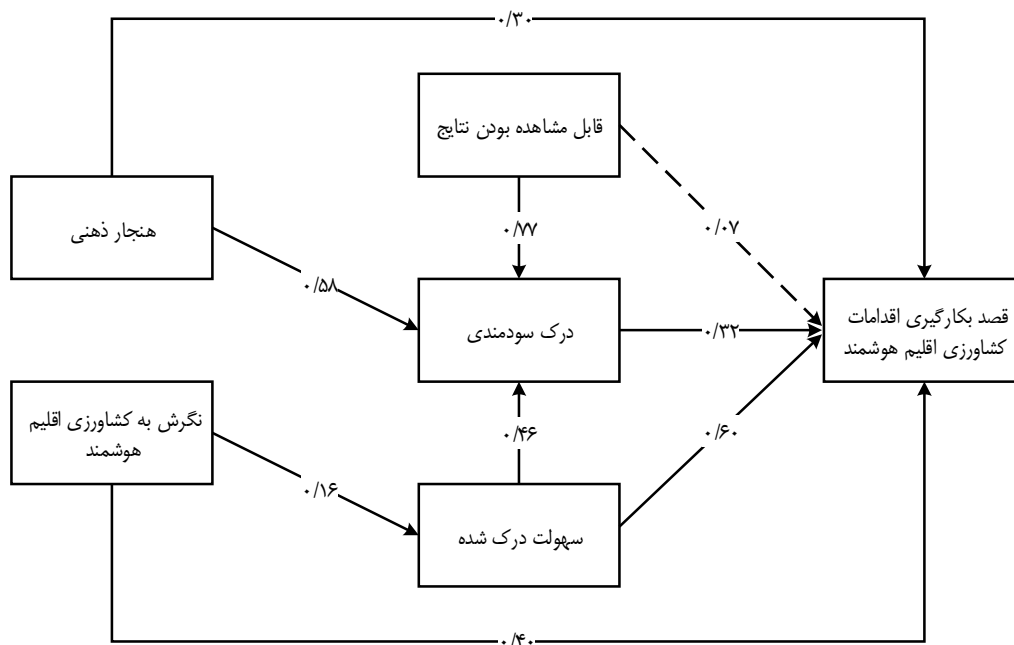 ۰/۳۰
قابل مشاهده بودن نتایج
هنجار ذهنی
۰/۷۷
۰/۰۷
۰/۵۸
درک سودمندی
۰/۳۲
قصد بکارگیری اقدامات
کشاورزی اقلیم هوشمند
نگرش به کشاورزی اقلیم
هوشمند
۰/۴۶
۰/۶۰
۰/۱۶
سهولت درک شده
۰/۴۰